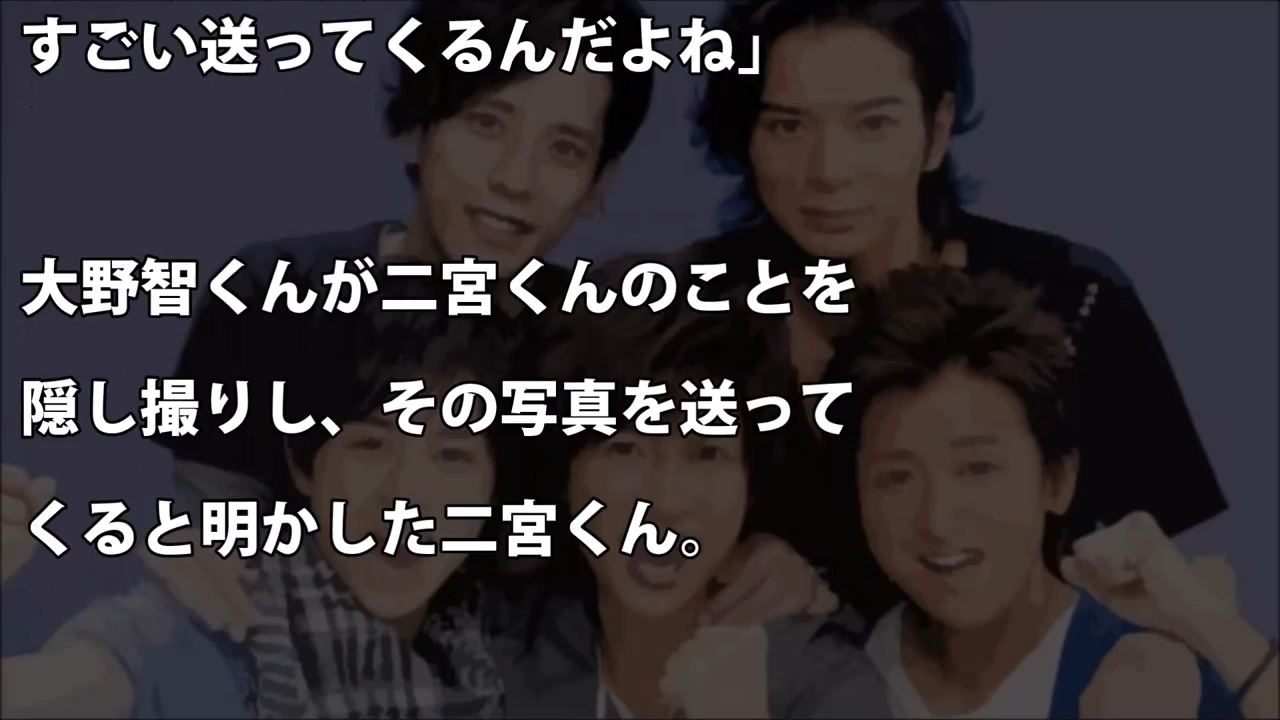 すごい送ってくるんだよね」
大野智くんが二宮くんのことを
隠し撮りし、その写真を送って
くると明かした二宮くん。